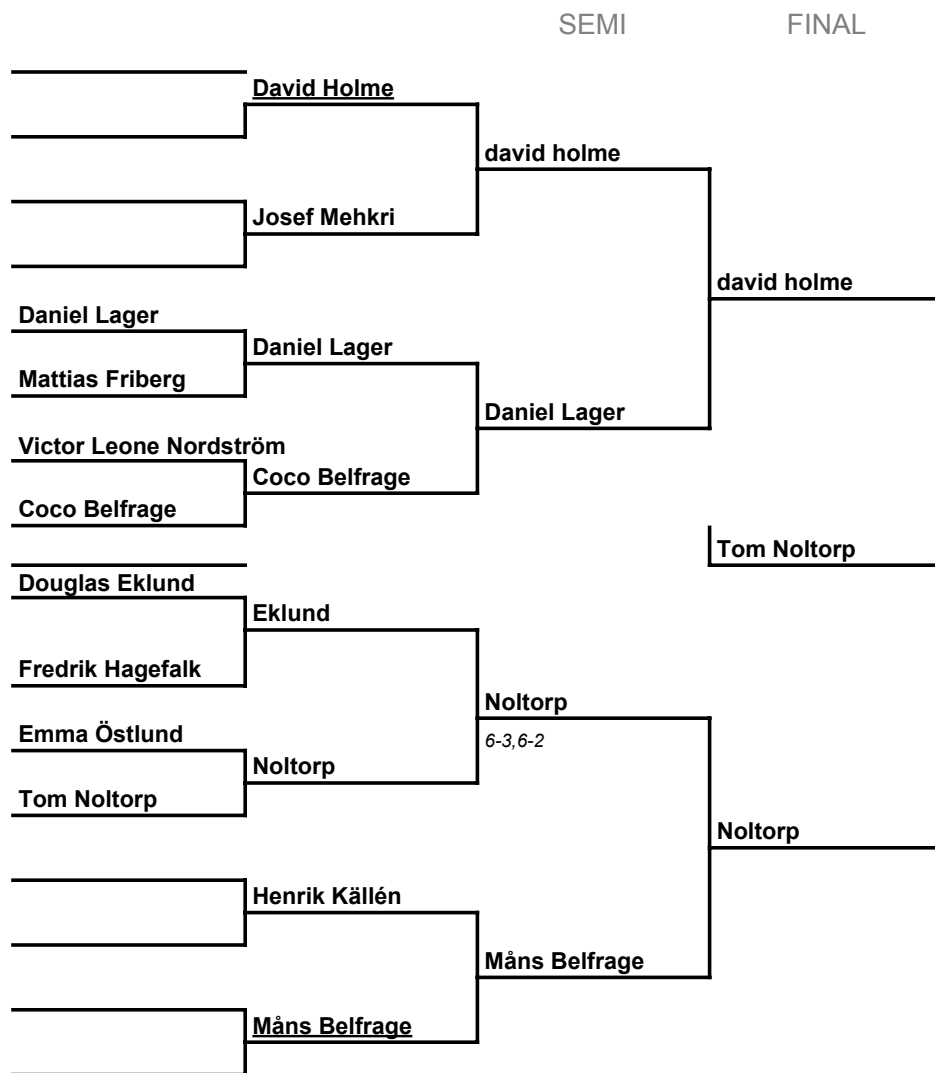 SEMI FINAL
David Holme
david holme
Josef Mehkri
david holme
Daniel Lager
Daniel Lager
Mattias Friberg
Daniel Lager
Victor Leone Nordström
Coco Belfrage
Coco Belfrage
Tom Noltorp
Douglas Eklund
Eklund
Fredrik Hagefalk
Noltorp
Emma Östlund
6-3,6-2
Noltorp
Tom Noltorp
Noltorp
Henrik Källén
Måns Belfrage
Måns Belfrage